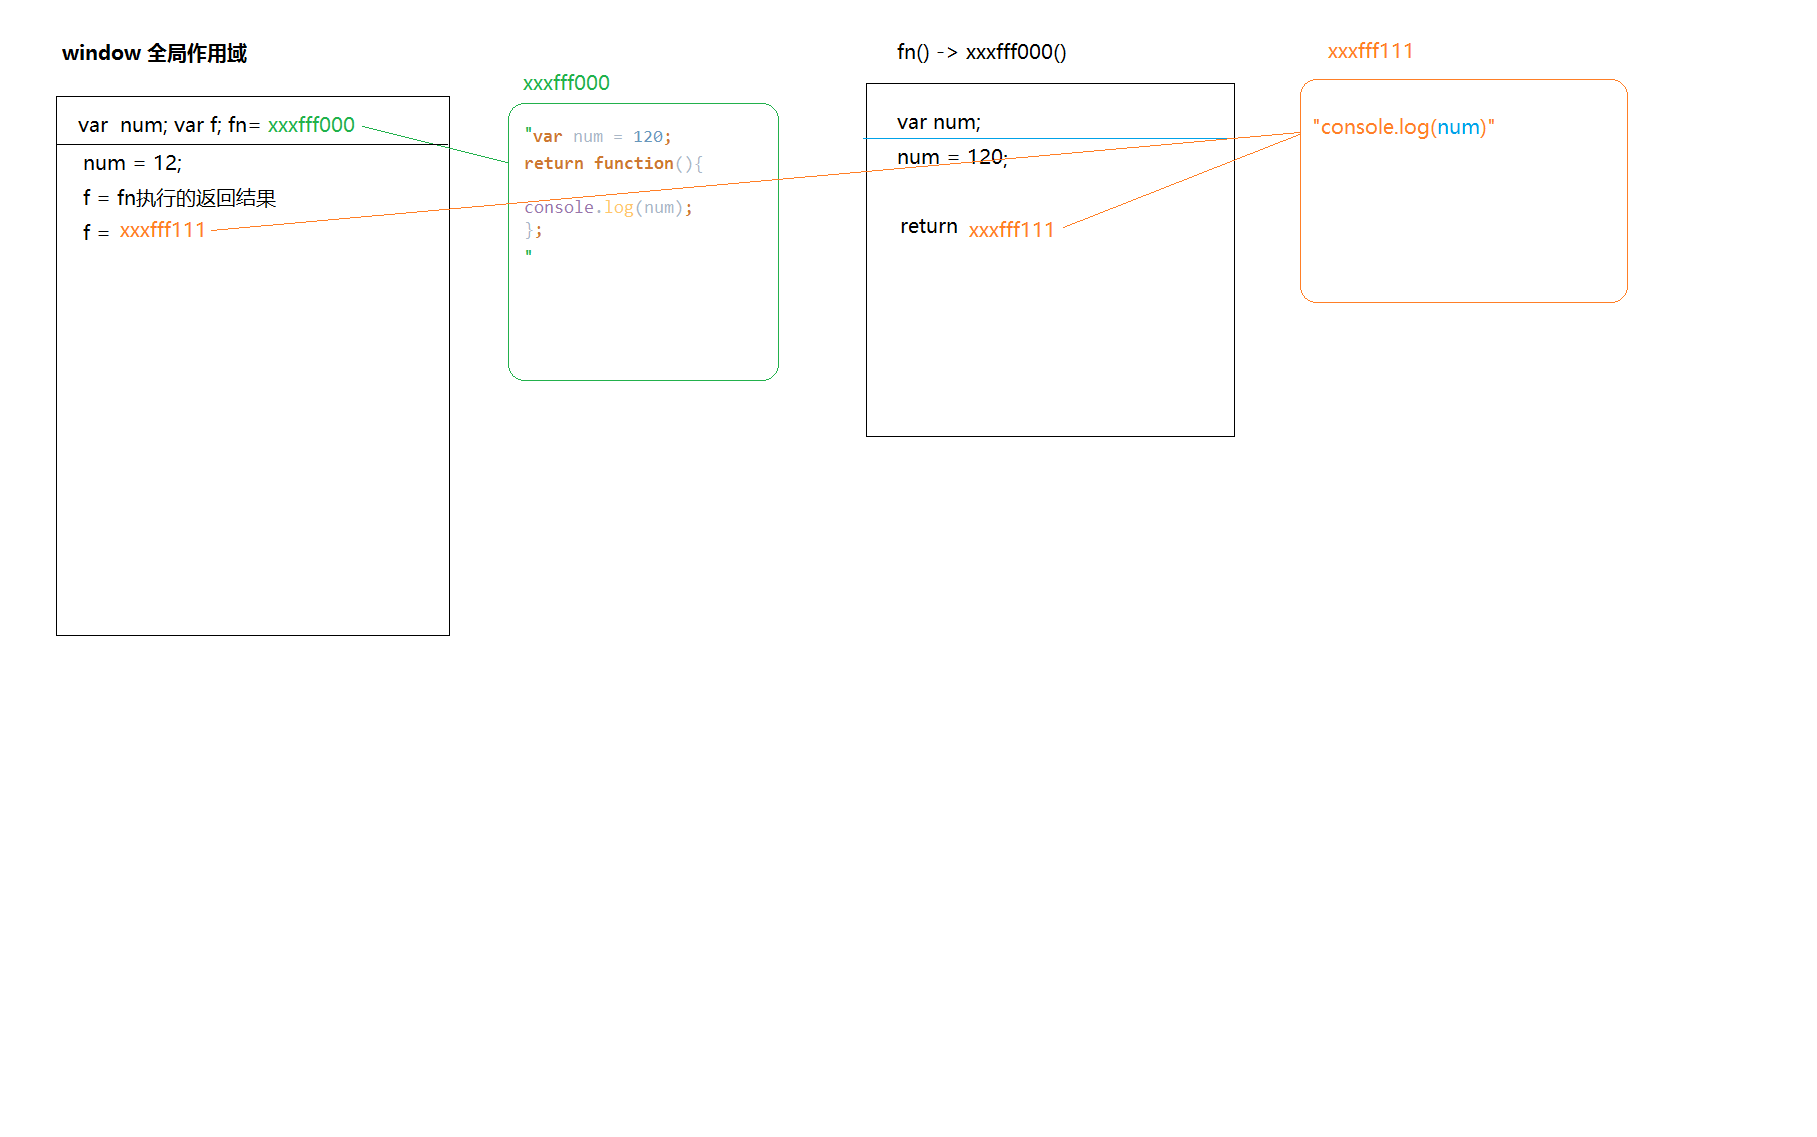 window 全局作用域
var  num; var f; fn= xxxfff000
num = 12;
f = fn执行的返回结果
f = xxxfff111
xxxfff000
"var num = 120;
return function(){
console.log(num);
};
"
fn() -> xxxfff000()
var num;
num = 120;
return xxxfff111
xxxfff111
"console.log(num)"